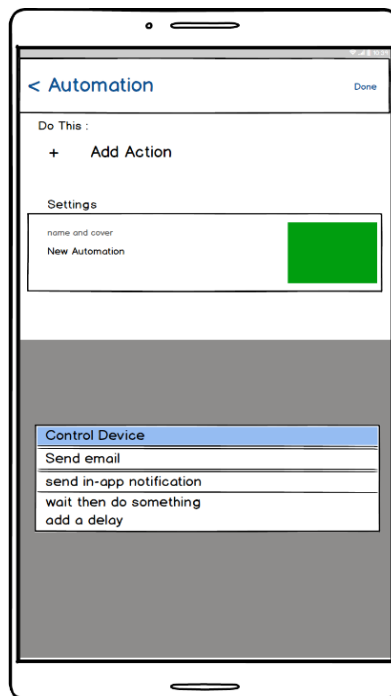 < Automation
Done
Do This :
+ Add Action
Settings
name and cover
New Automation
Control Device
Send email
send in-app notification
wait then do something
add a delay